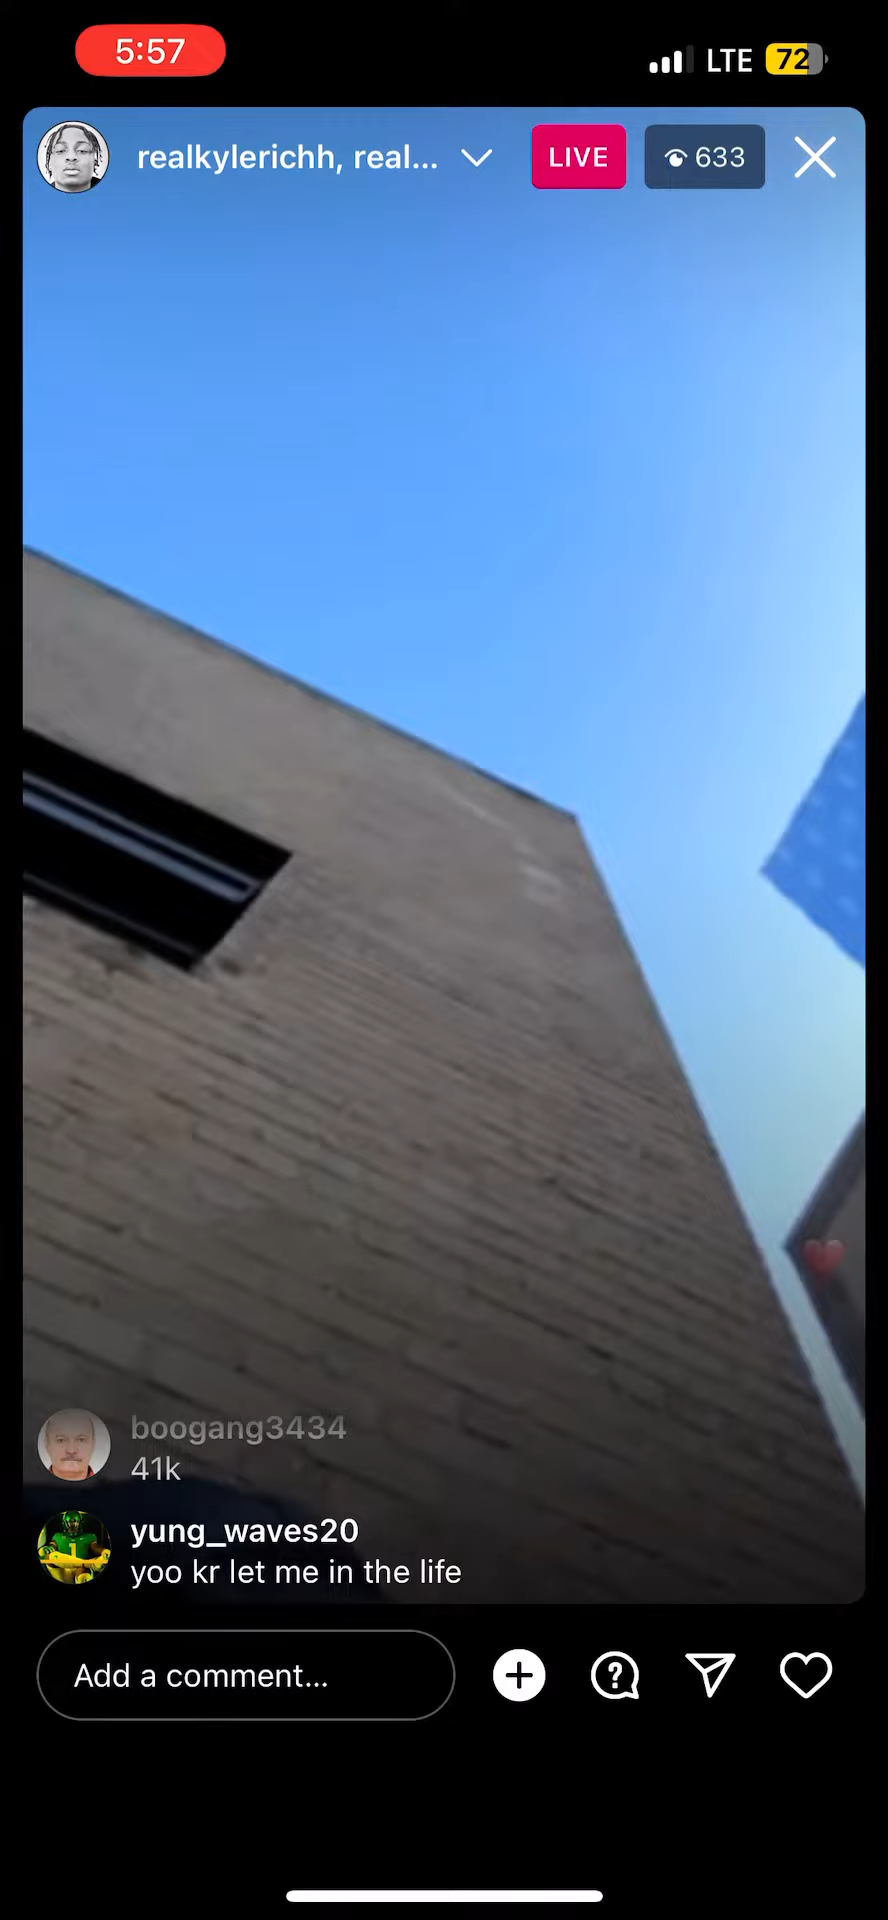 5:57
LTE 72
realkylerichh, real...
LIVE
633
boogang3434
41k
yung_waves20
yoo kr let me in the life
Add a comment...